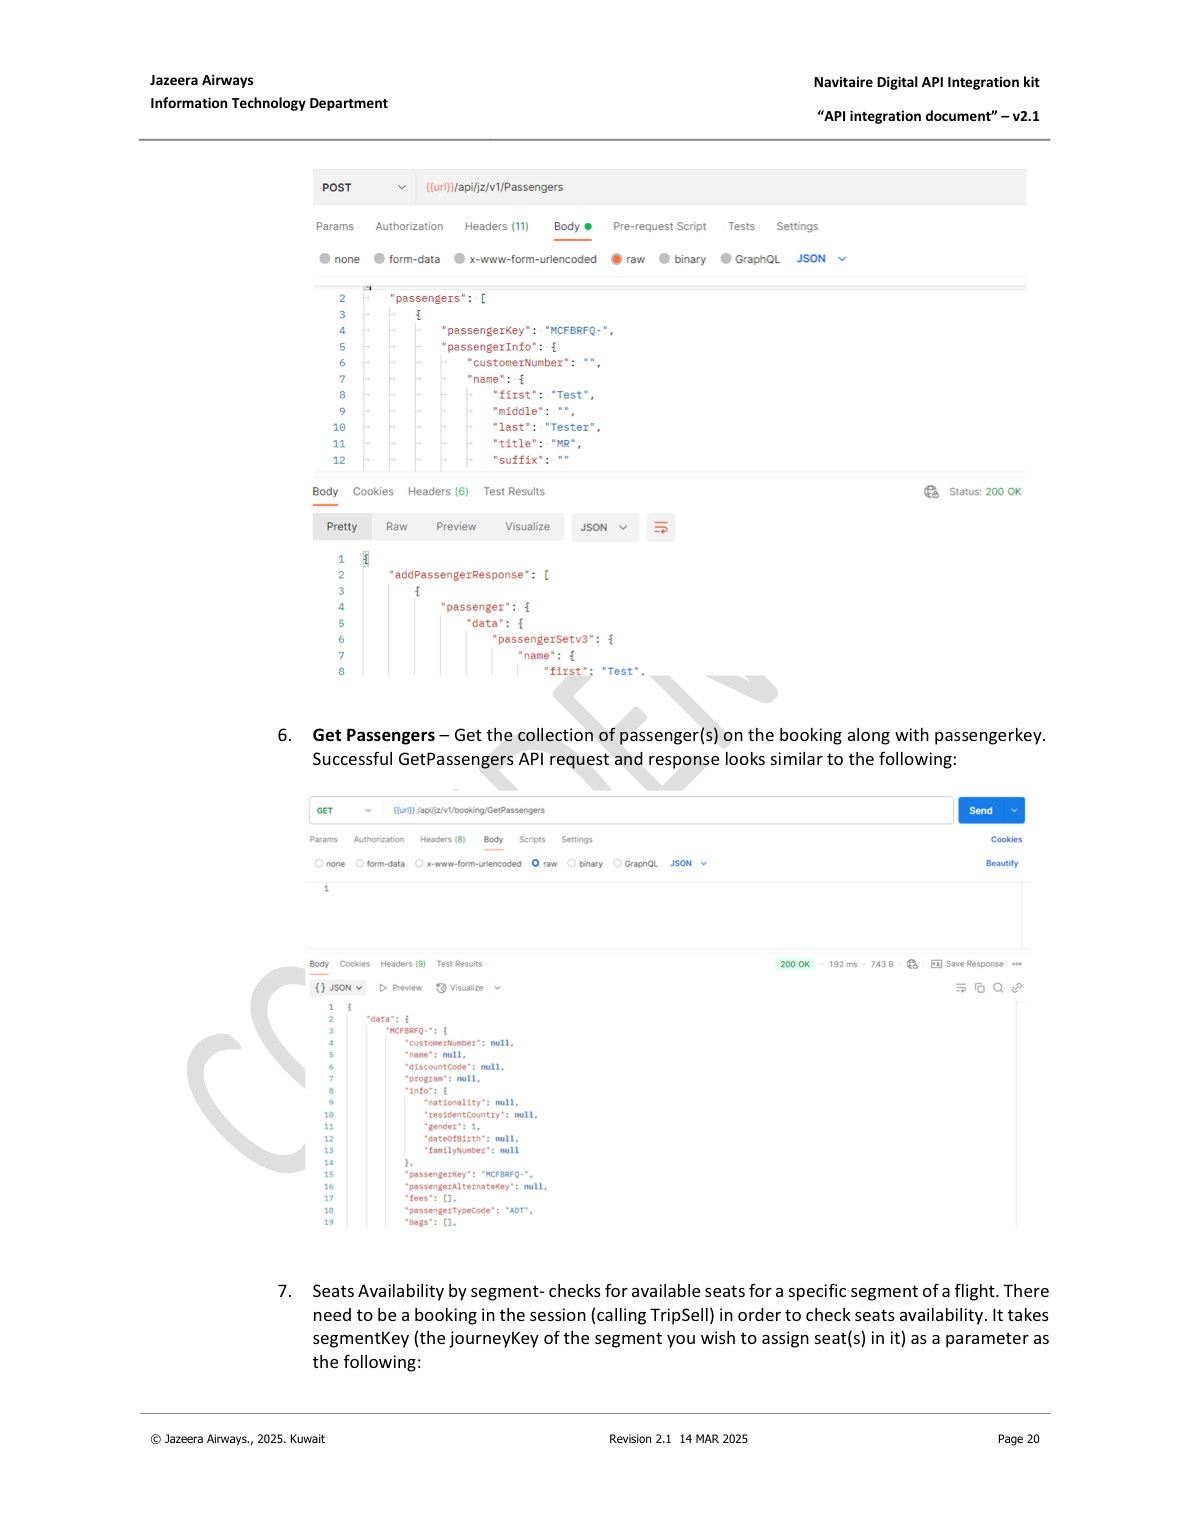 Jazeera Airways
Information Technology Department
Navitaire Digital API Integration kit
“API integration document” – v2.1
POST {{url}}/api/jz/v1/Passengers
Params Authorization Headers (11) Body Pre-request Script Tests Settings
none form-data x-www-form-urlencoded raw binary GraphQL JSON
2 "passengers": [
3 {
4 "passengerKey": "MCFBRFQ-",
5 "passengerInfo": {
6 "customerNumber": "",
7 "name": {
8 "first": "Test",
9 "middle": "",
10 "last": "Tester",
11 "title": "MR",
12 "suffix": ""
Body Cookies Headers (6) Test Results Status: 200 OK
Pretty Raw Preview Visualize JSON
1 {
2 "addPassengerResponse": [
3 {
4 "passenger": {
5 "data": {
6 "passengerSetv3": {
7 "name": {
8 "first": "Test",
6. Get Passengers – Get the collection of passenger(s) on the booking along with passengerkey.
Successful GetPassengers API request and response looks similar to the following:
GET {{url}} /api/jz/v1/booking/GetPassengers Send
Params Authorization Headers (8) Body Scripts Settings Cookies
none form-data x-www-form-urlencoded raw binary GraphQL JSON Beautify
1
Body Cookies Headers (9) Test Results 200 OK · 192 ms · 743 B · Save Response
{} JSON Preview Visualize
1 {
2 "data": {
3 "MCFBRFQ-": {
4 "customerNumber": null,
5 "name": null,
6 "discountCode": null,
7 "program": null,
8 "info": {
9 "nationality": null,
10 "residentCountry": null,
11 "gender": 1,
12 "dateOfBirth": null,
13 "familyNumber": null
14 },
15 "passengerKey": "MCFBRFQ-",
16 "passengerAlternateKey": null,
17 "fees": [],
18 "passengerTypeCode": "ADT",
19 "bags": [],
7. Seats Availability by segment- checks for available seats for a specific segment of a flight. There
need to be a booking in the session (calling TripSell) in order to check seats availability. It takes
segmentKey (the journeyKey of the segment you wish to assign seat(s) in it) as a parameter as
the following:
© Jazeera Airways., 2025. Kuwait Revision 2.1 14 MAR 2025 Page 20